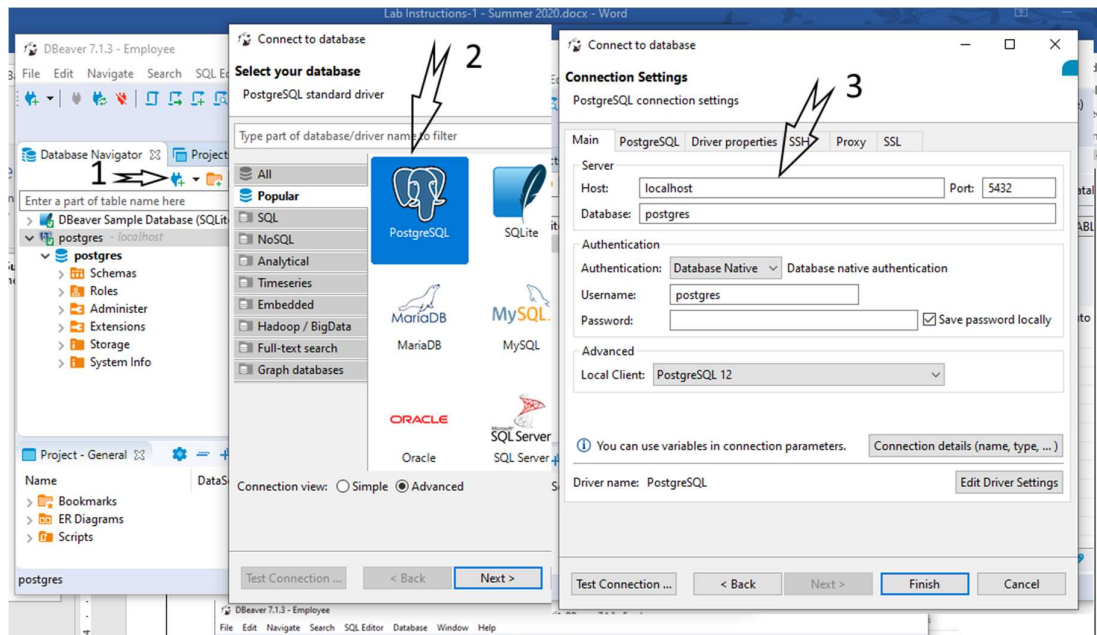 Lab Instructions-1 - Summer 2020.docx - Word
DBeaver 7.1.3 - Employee
File Edit Navigate Search SQL Ed
Database Navigator Project
1
Enter a part of table name here
DBeaver Sample Database (SQLit
postgres - localhost
postgres
Schemas
Roles
Administer
Extensions
Storage
System Info
Project - General
Name DataS
Bookmarks
ER Diagrams
Scripts
postgres
Connect to database
2
Select your database
PostgreSQL standard driver
Type part of database/driver name to filter
All
Popular
SQL
NoSQL
Analytical
Timeseries
Embedded
Hadoop / BigData
Full-text search
Graph databases
PostgreSQL SQLite
MariaDB MySQL
MariaDB MySQL
ORACLE
Microsoft
SQL Server
Oracle SQL Server
Connection view: Simple Advanced
Test Connection ... < Back Next >
Connect to database
Connection Settings
3
PostgreSQL connection settings
Main PostgreSQL Driver properties SSH Proxy SSL
Server
Host: localhost Port: 5432
Database: postgres
Authentication
Authentication: Database Native Database native authentication
Username: postgres
Password: Save password locally
Advanced
Local Client: PostgreSQL 12
You can use variables in connection parameters. Connection details (name, type, ... )
Driver name: PostgreSQL Edit Driver Settings
Test Connection ... < Back Next > Finish Cancel
DBeaver 7.1.3 - Employee
File Edit Navigate Search SQL Editor Database Window Help